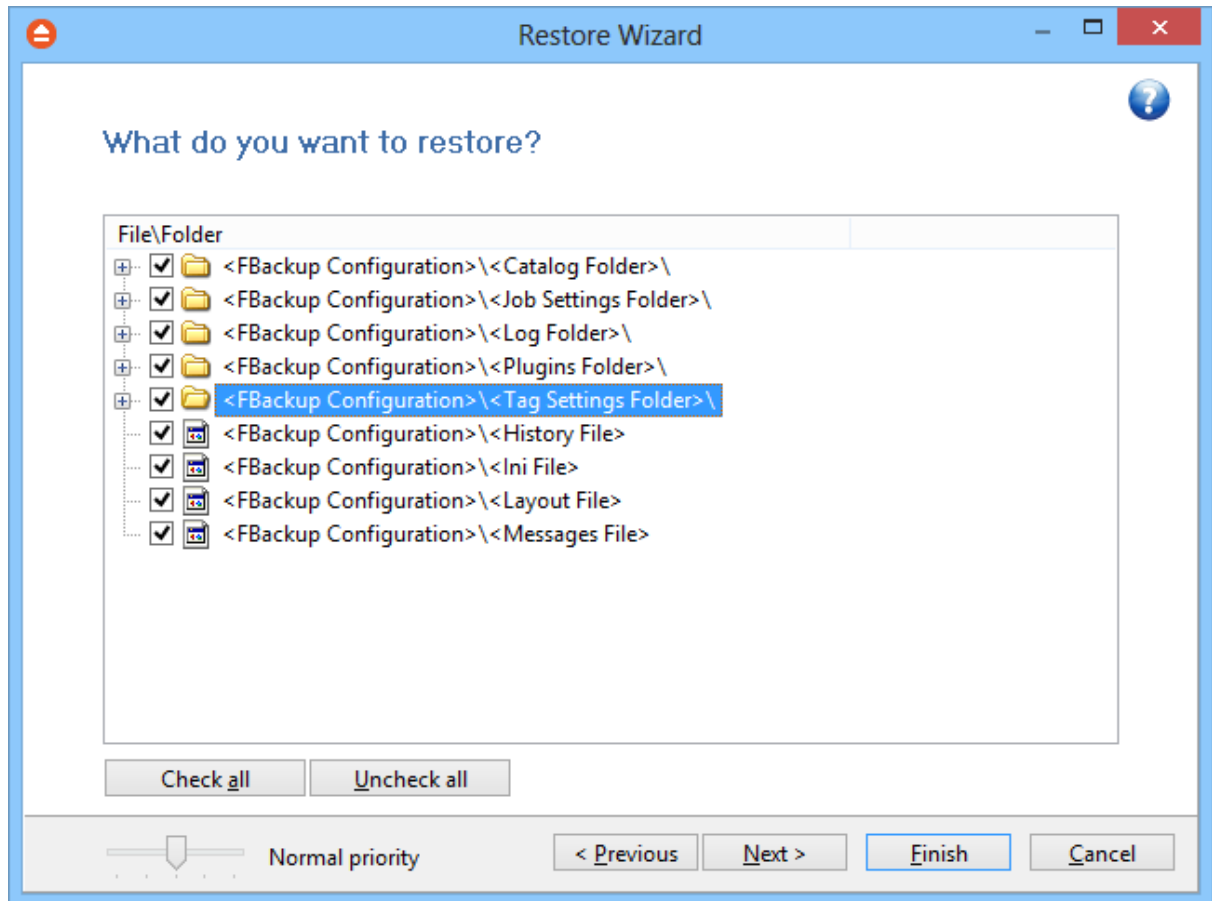 Restore Wizard
What do you want to restore?
File\Folder
<FBackup Configuration>\<Catalog Folder>\
<FBackup Configuration>\<Job Settings Folder>\
<FBackup Configuration>\<Log Folder>\
<FBackup Configuration>\<Plugins Folder>\
<FBackup Configuration>\<Tag Settings Folder>\
<FBackup Configuration>\<History File>
<FBackup Configuration>\<Ini File>
<FBackup Configuration>\<Layout File>
<FBackup Configuration>\<Messages File>
Check all Uncheck all
Normal priority < Previous Next > Finish Cancel